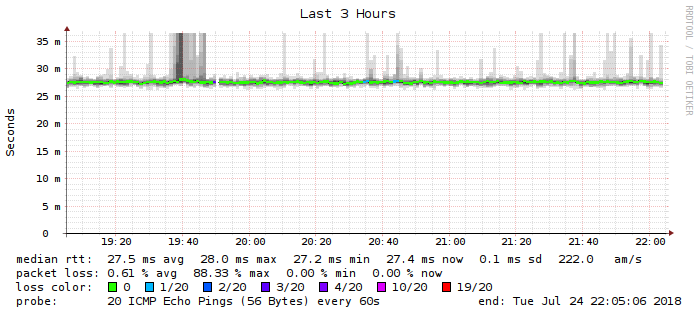 Last 3 Hours
RRDTOOL / TOBI OETIKER
Seconds
35 m
30 m
25 m
20 m
15 m
10 m
5 m
0
19:20 19:40 20:00 20:20 20:40 21:00 21:20 21:40 22:00
median rtt: 27.5 ms avg 28.0 ms max 27.2 ms min 27.4 ms now 0.1 ms sd 222.0 am/s
packet loss: 0.61 % avg 88.33 % max 0.00 % min 0.00 % now
loss color: 0 1/20 2/20 3/20 4/20 10/20 19/20
probe: 20 ICMP Echo Pings (56 Bytes) every 60s end: Tue Jul 24 22:05:06 2018